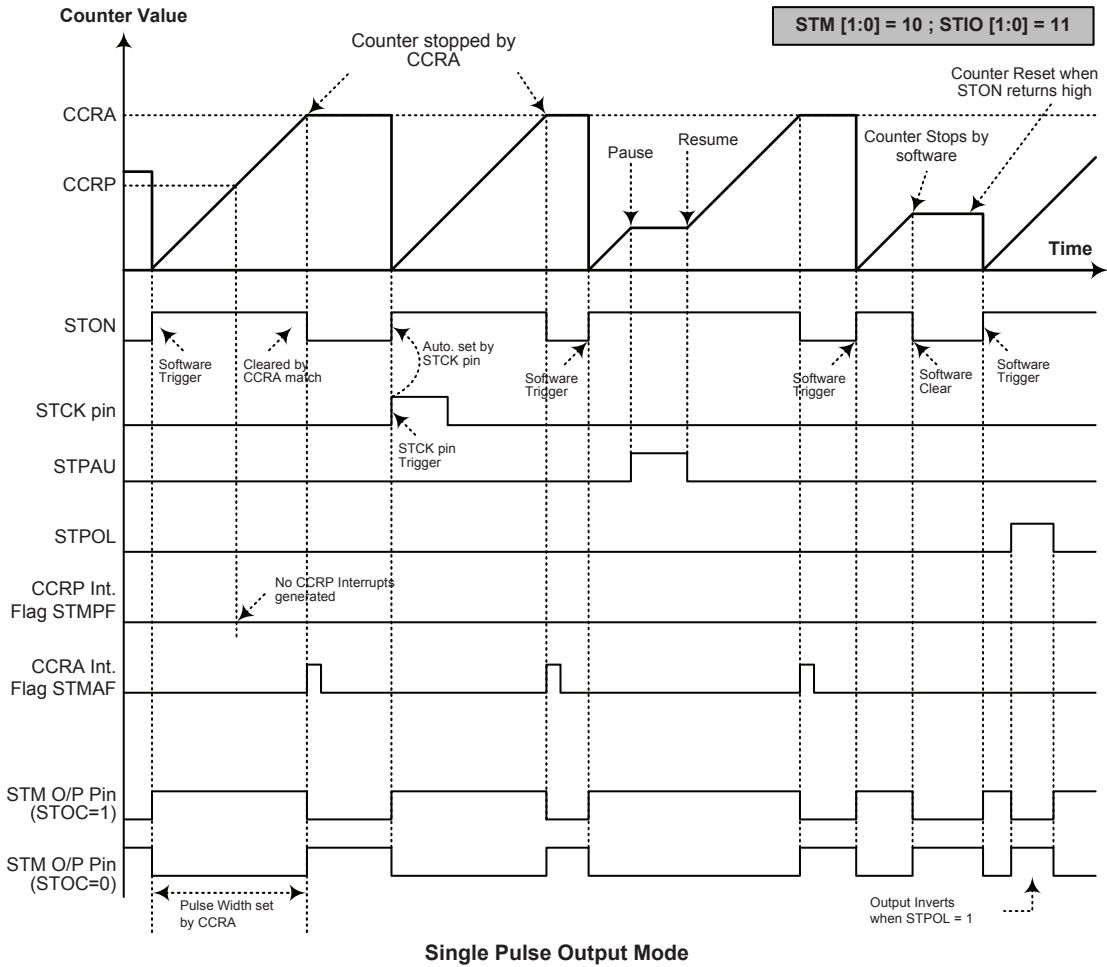 Counter Value
STM [1:0] = 10 ; STIO [1:0] = 11
Counter stopped by
CCRA
Counter Reset when
STON returns high
CCRA
Pause
Resume
Counter Stops by
software
CCRP
Time
STON
Software
Trigger
Cleared by
CCRA match
Auto. set by
STCK pin
Software
Trigger
Software
Trigger
Software
Clear
Software
Trigger
STCK pin
STCK pin
Trigger
STPAU
STPOL
CCRP Int.
Flag STMPF
No CCRP Interrupts
generated
CCRA Int.
Flag STMAF
STM O/P Pin
(STOC=1)
STM O/P Pin
(STOC=0)
Pulse Width set
by CCRA
Output Inverts
when STPOL = 1
Single Pulse Output Mode